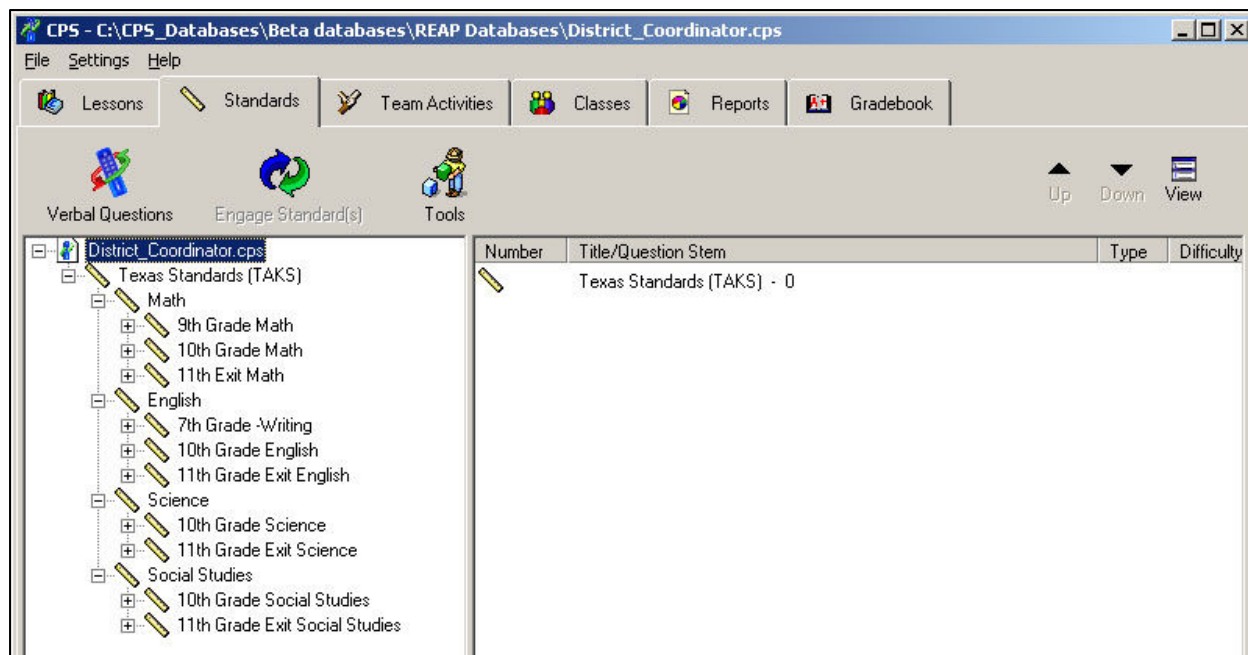 CPS - C:\CPS_Databases\Beta databases\REAP Databases\District_Coordinator.cps
File Settings Help
Lessons Standards Team Activities Classes Reports Gradebook
Verbal Questions Engage Standard(s) Tools Up Down View
District_Coordinator.cps
Texas Standards (TAKS)
Math
9th Grade Math
10th Grade Math
11th Exit Math
English
7th Grade -Writing
10th Grade English
11th Grade Exit English
Science
10th Grade Science
11th Grade Exit Science
Social Studies
10th Grade Social Studies
11th Grade Exit Social Studies
Number Title/Question Stem Type Difficulty
Texas Standards (TAKS) - 0